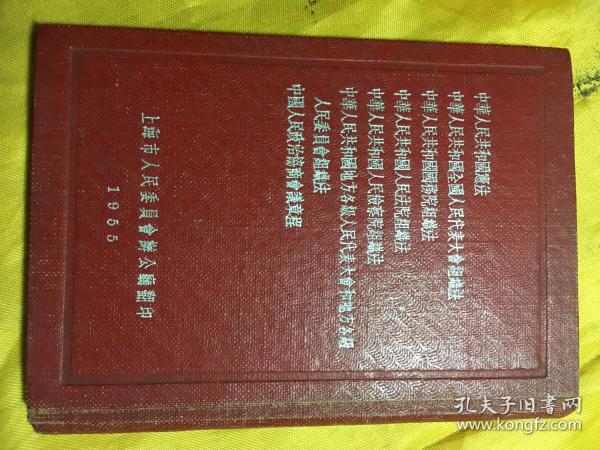 中華人民共和國憲法
中華人民共和國全國人民代表大會組織法
中華人民共和國國務院組織法
中華人民共和國人民法院組織法
中華人民共和國人民檢察院組織法
中華人民共和國地方各級人民代表大會和地方各級
人民委員會組織法
中國人民政治協商會議章程
上海市人民委員會辦公廳翻印
1955
孔夫子旧书网
www.kongfz.com